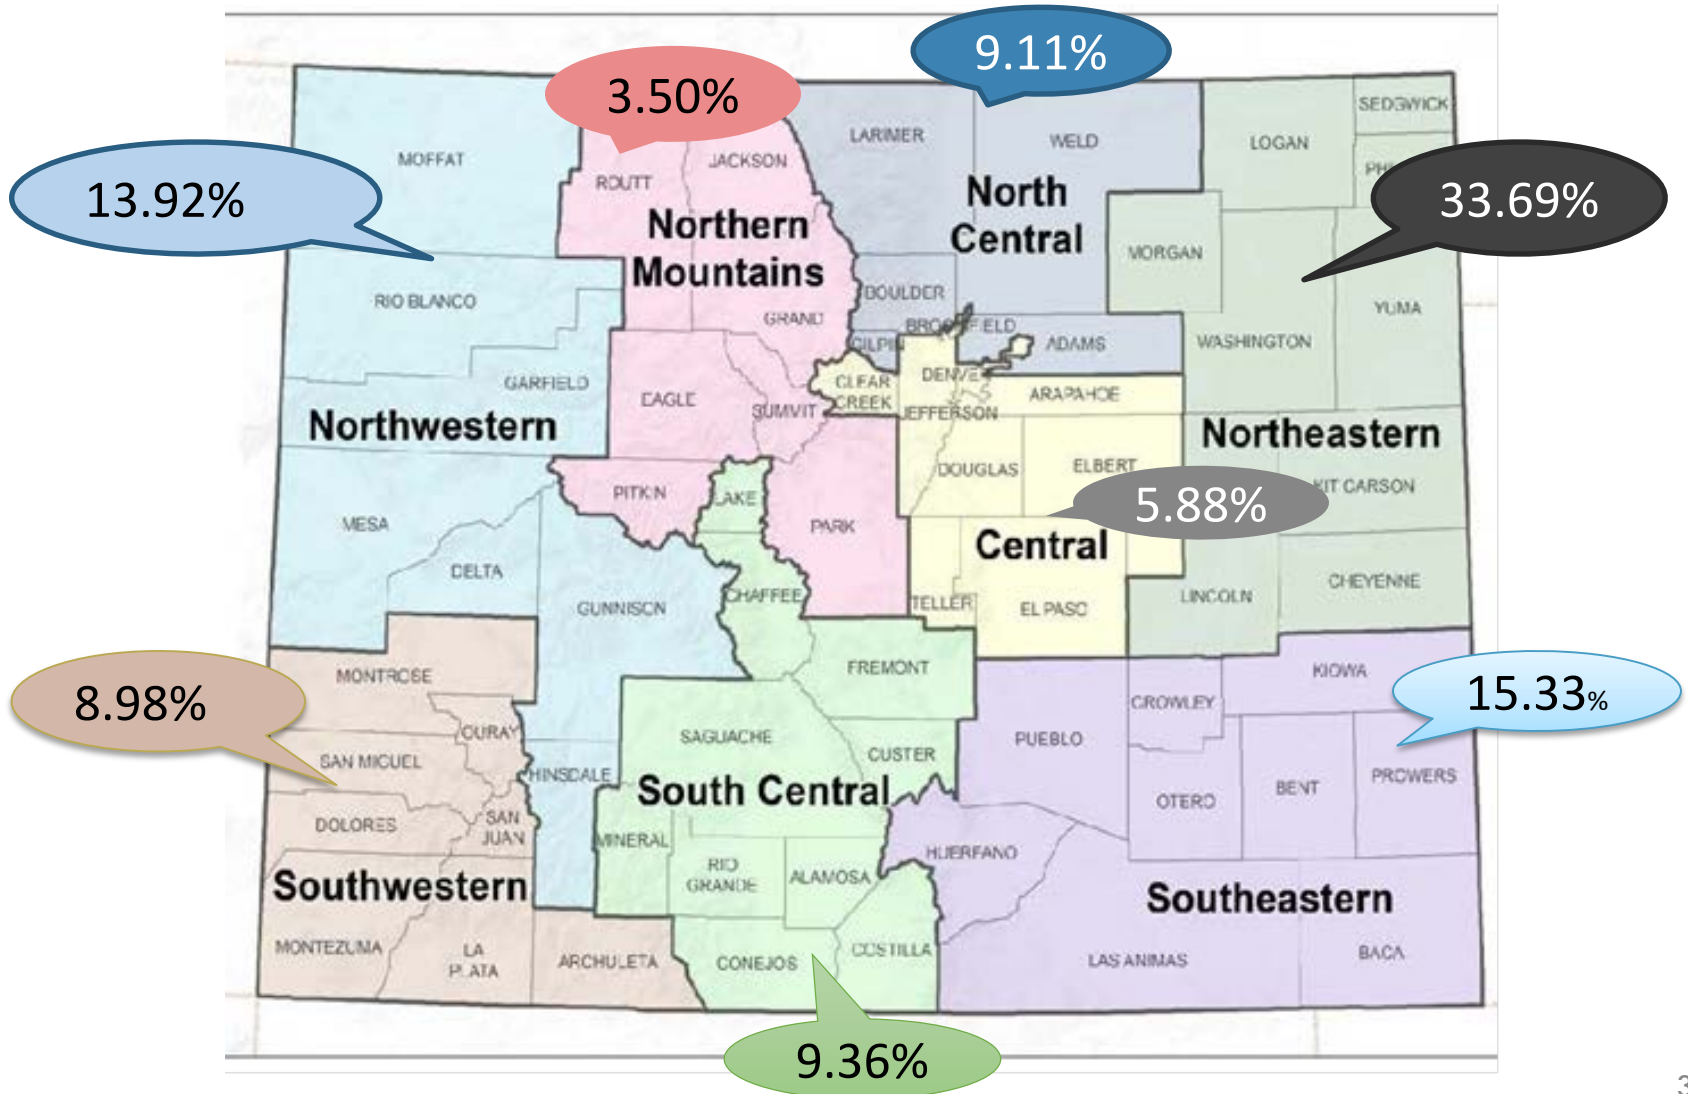 9.11%
3.50%
SEDGWICK
LARIMER
WELD
LOGAN
MOFFAT
JACKSON
ROUTT
13.92%
North
Central
33.69%
Northern
Mountains
MORGAN
RIO BLANCO
BOULDER
YUMA
GRAND
GILPIN
ADAMS
WASHINGTON
GARFIELD
CLEAR
CREEK
ARAPAHOE
EAGLE
JEFFERSON
Northwestern
Northeastern
DOUGLAS
ELBERT
PITKIN
LAKE
5.88%
KIT CARSON
MESA
PARK
Central
DELTA
CHAFFEE
CHEYENNE
GUNNISON
TELLER
EL PASO
LINCOLN
MONTROSE
FREMONT
KIOWA
8.98%
CROWLEY
15.33%
OURAY
SAGUACHE
PUEBLO
SAN MIGUEL
CUSTER
HINSDALE
PROWERS
South Central
OTERO
BENT
DOLORES
SAN
JUAN
MINERAL
HUERFANO
RIO
GRANDE
ALAMOSA
Southwestern
Southeastern
MONTEZUMA
LA
PLATA
ARCHULETA
CONEJOS
COSTILLA
LAS ANIMAS
BACA
9.36%
3